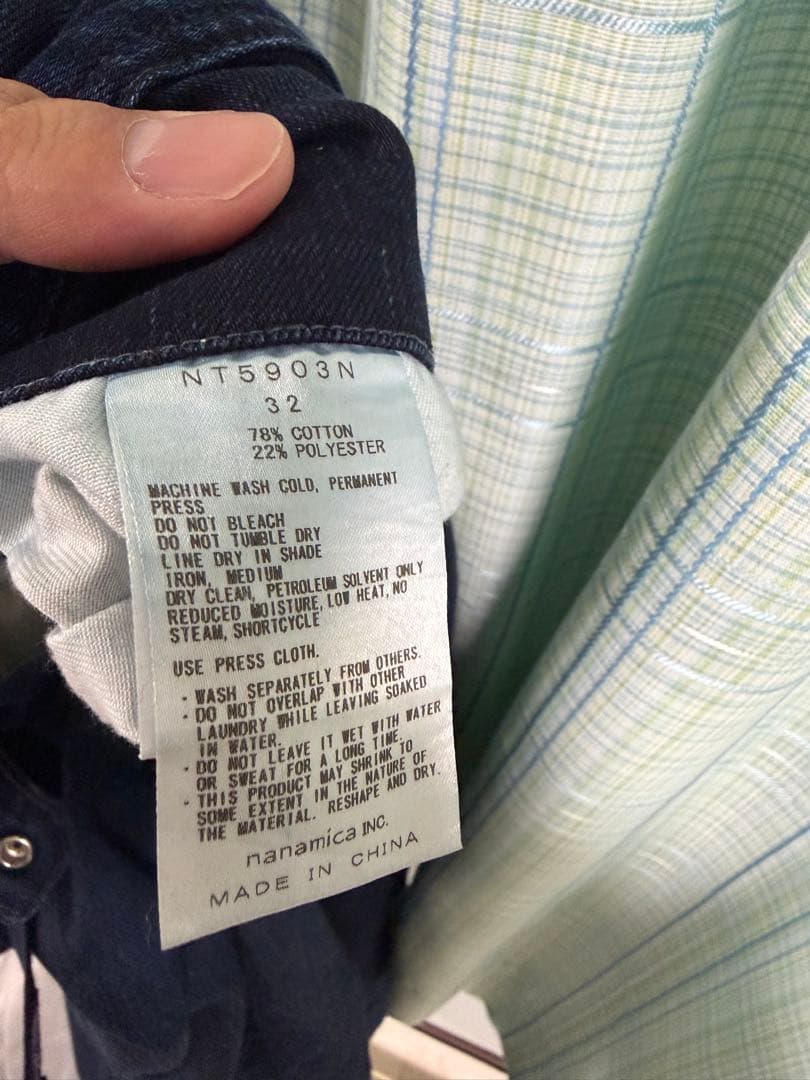 NT5903N
32
78% COTTON
22% POLYESTER
MACHINE WASH COLD, PERMANENT
PRESS
DO NOT BLEACH
DO NOT TUMBLE DRY
LINE DRY IN SHADE
IRON, MEDIUM
DRY CLEAN, PETROLEUM SOLVENT ONLY
REDUCED MOISTURE, LOW HEAT, NO
STEAM, SHORTCYCLE
USE PRESS CLOTH.
・WASH SEPARATELY FROM OTHERS.
・DO NOT OVERLAP WITH OTHER
LAUNDRY WHILE LEAVING SOAKED
IN WATER.
・DO NOT LEAVE IT WET WITH WATER
OR SWEAT FOR A LONG TIME.
・THIS PRODUCT MAY SHRINK TO
SOME EXTENT IN THE NATURE OF
THE MATERIAL. RESHAPE AND DRY.
nanamica INC.
MADE IN CHINA